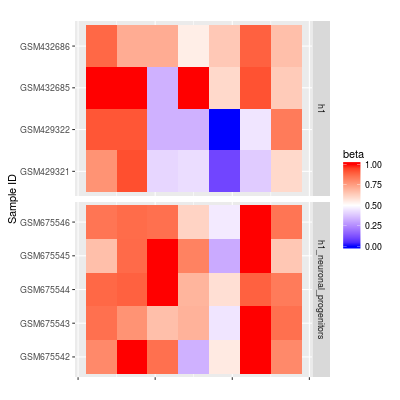 Sample ID
GSM432686
GSM432685
GSM429322
GSM429321
h1
GSM675546
GSM675545
GSM675544
GSM675543
GSM675542
h1_neuronal_progenitors
beta
1.00
0.75
0.50
0.25
0.00